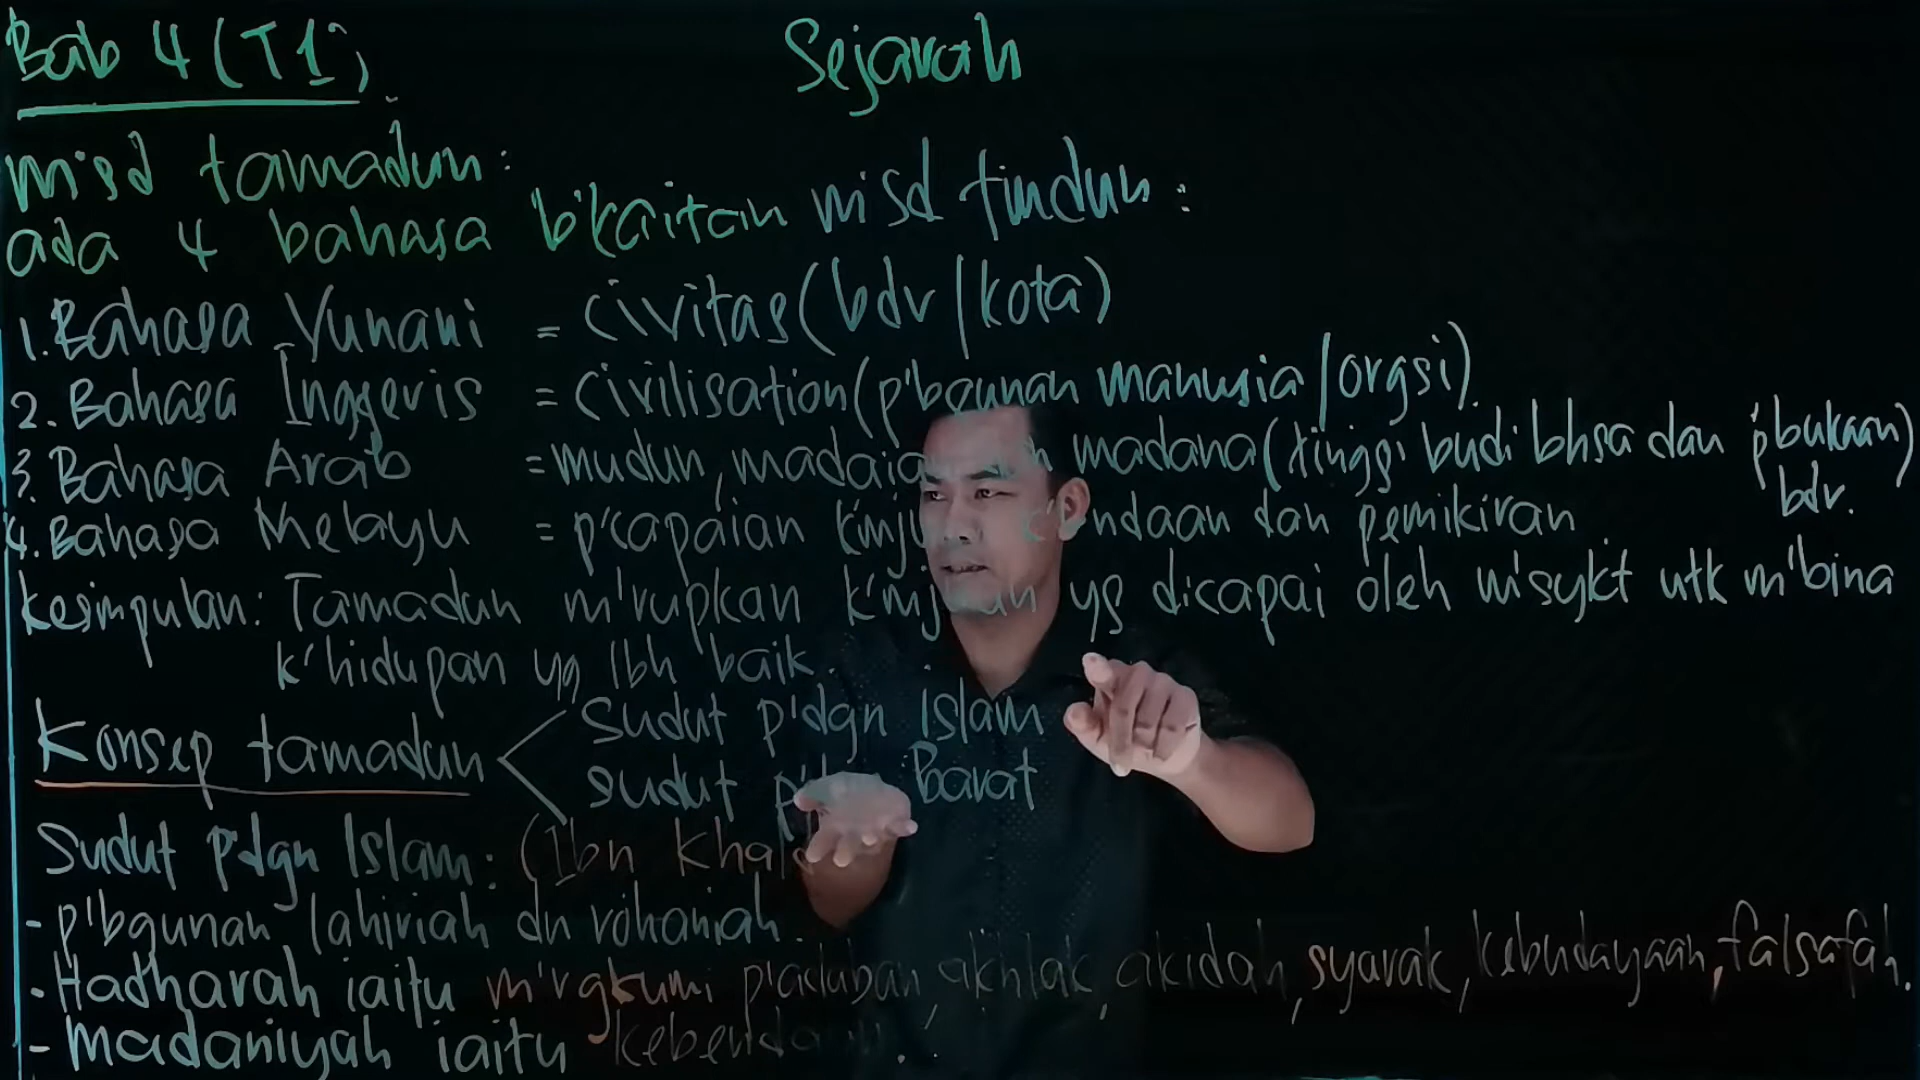 Bab 4 (T1)
Sejarah
m'sd tamadun:
ada 4 bahasa b'kaitan m'sd tmdun:
1. Bahasa Yunani = civitas (bdr/kota)
2. Bahasa Inggeris = civilisation (p'bgunan manusia/orgsi).
3. Bahasa Arab = mudun, madana (tinggi budi bhsa dan p'bukaan) bdr.
4. Bahasa Melayu = p'capaian dan pemikiran.
Kesimpulan: Tamadun m'rupkan yg dicapai oleh m'sykt utk m'bina
k'hidupan yg lbh baik.
Konsep tamadun < sudut p'dgn Islam
sudut Barat
Sudut p'dgn Islam: (Ibn
- p'bgunan lahiriah dn rohaniah.
- Hadharah iaitu m'rgkumi p'adaban, akhlak, akidah, syarak, kebudayaan, falsafah.
- madaniyah iaitu